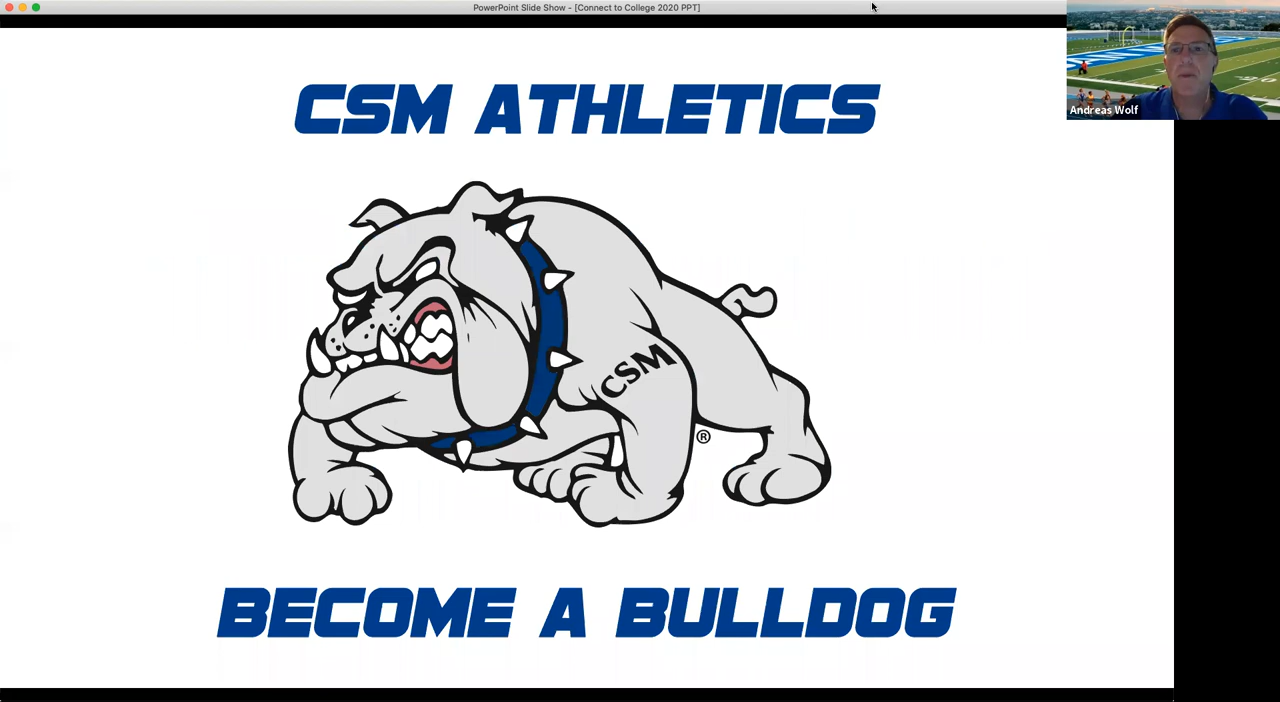 PowerPoint Slide Show - [Connect to College 2020 PPT]
Andreas Wolf
CSM ATHLETICS
CSM
®
BECOME A BULLDOG